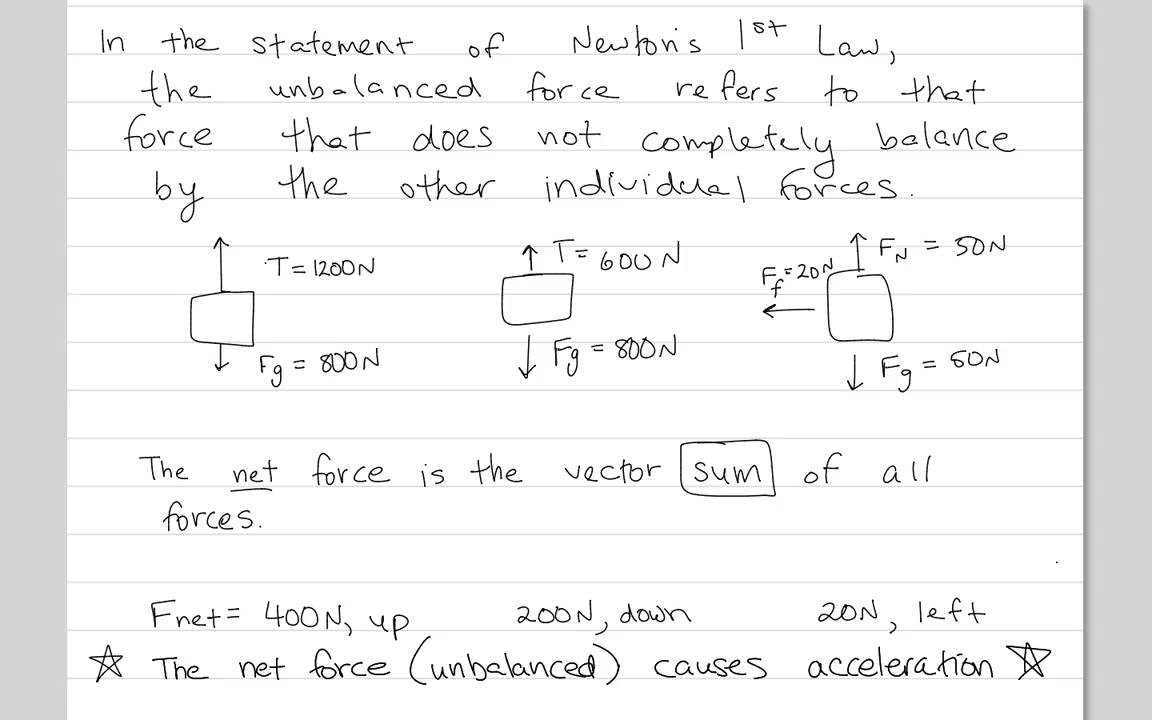 In the statement of Newton's 1st Law,
the unbalanced force refers to that
force that does not completely balance
by the other individual forces.
T = 1200N
T = 600 N
Ff = 20N
FN = 50N
Fg = 800N
Fg = 800N
Fg = 50N
The net force is the vector sum of all
forces.
Fnet = 400N, up 200N, down 20N, left
☆ The net force (unbalanced) causes acceleration ☆